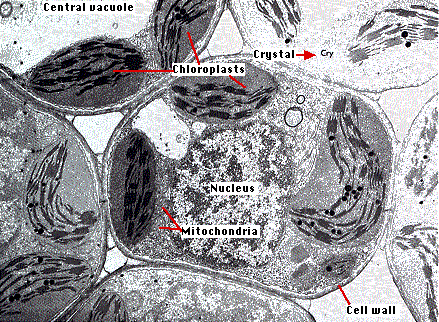 Central vacuole
Crystal
Cry
Chloroplasts
Nucleus
Mitochondria
Cell wall